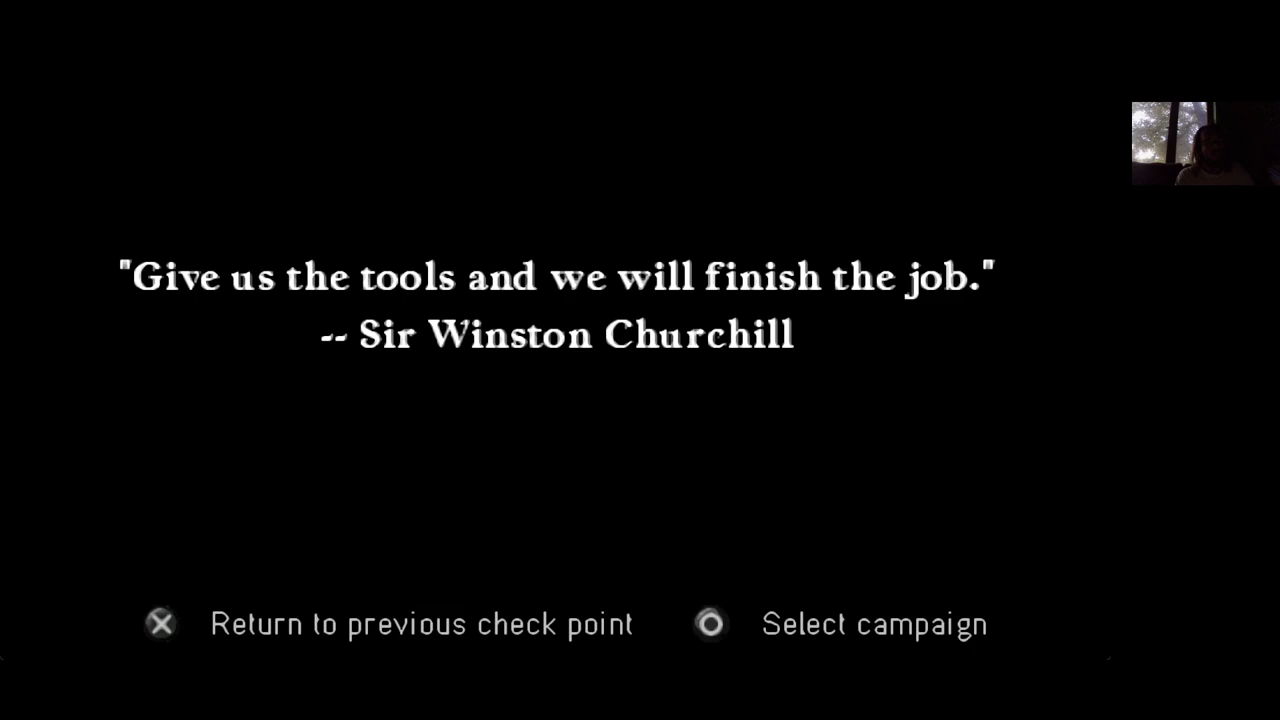 "Give us the tools and we will finish the job."
-- Sir Winston Churchill
Return to previous check point
Select campaign